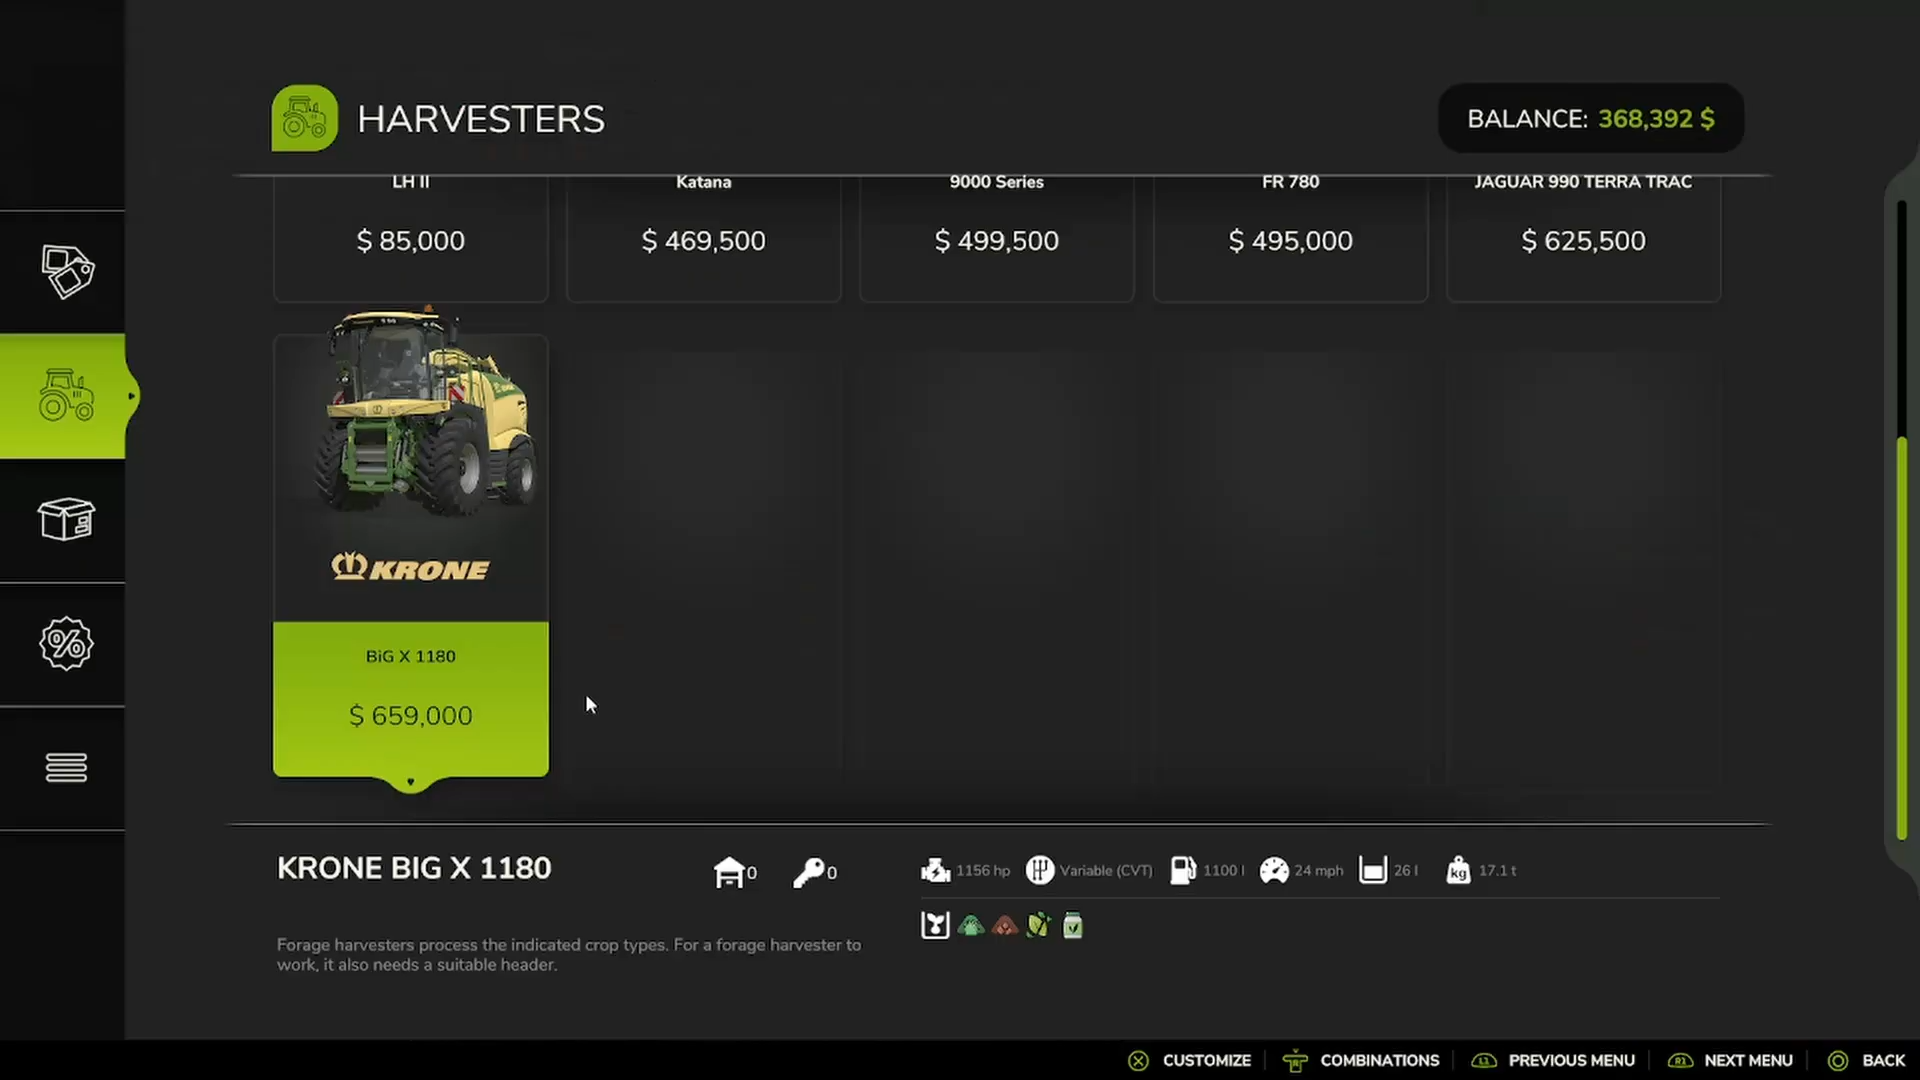 HARVESTERS
BALANCE: 368,392 $
LH II
$ 85,000
Katana
$ 469,500
9000 Series
$ 499,500
FR 780
$ 495,000
JAGUAR 990 TERRA TRAC
$ 625,500
KRONE
BiG X 1180
$ 659,000
KRONE BIG X 1180
0
0
1156 hp
Variable (CVT)
1100 l
24 mph
26 l
kg
17.1 t
Forage harvesters process the indicated crop types. For a forage harvester to
work, it also needs a suitable header.
CUSTOMIZE
COMBINATIONS
L1
PREVIOUS MENU
R1
NEXT MENU
BACK